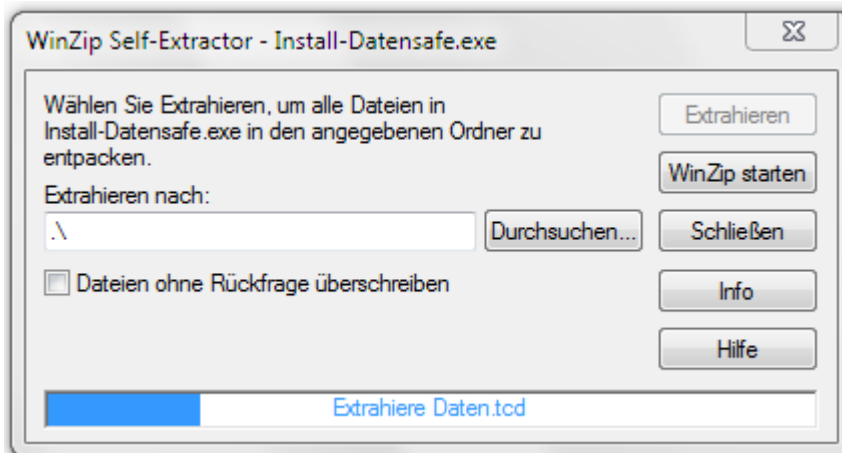 WinZip Self-Extractor - Install-Datensafe.exe
Wählen Sie Extrahieren, um alle Dateien in
Install-Datensafe.exe in den angegebenen Ordner zu
entpacken.
Extrahieren nach:
.\
Durchsuchen...
Dateien ohne Rückfrage überschreiben
Extrahieren
WinZip starten
Schließen
Info
Hilfe
Extrahiere Daten.tcd